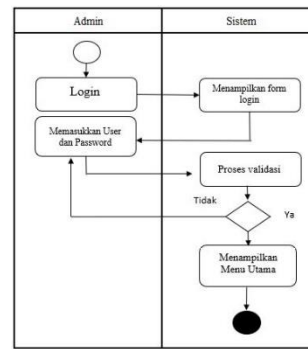 Admin
Sistem
Login
Menampilkan form
login
Memasukkan User
dan Password
Proses validasi
Tidak
Ya
Menampilkan
Menu Utama